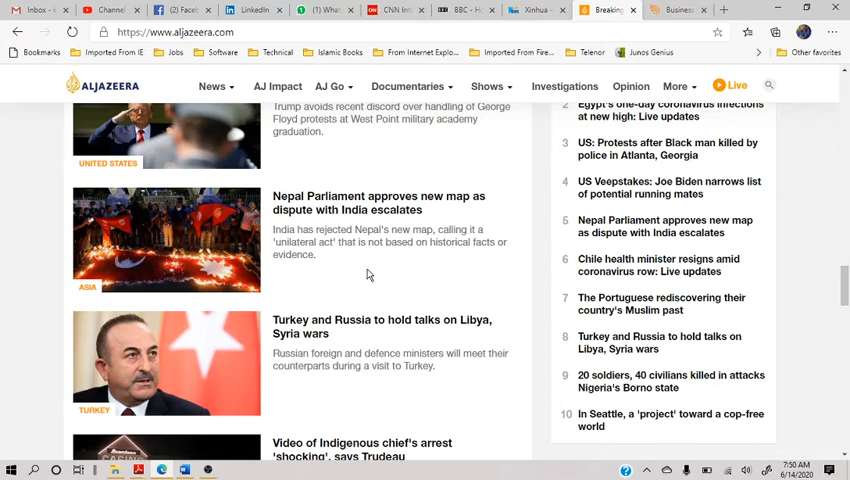 Inbox -
Channel
(2) Face
LinkedIn
(1) What
CNN Int
BBC - H
Xinhua -
Breaking
Business
https://www.aljazeera.com
Bookmarks
Imported From IE
Jobs
Software
Technical
Islamic Books
From Internet Explo...
Imported From Fire...
Telenor
Junos Genius
Other favorites
ALJAZEERA
News
AJ Impact
AJ Go
Documentaries
Shows
Investigations
Opinion
More
Live
Trump avoids recent discord over handling of George
Floyd protests at West Point military academy
graduation.
UNITED STATES
Nepal Parliament approves new map as
dispute with India escalates
India has rejected Nepal's new map, calling it a
'unilateral act' that is not based on historical facts or
evidence.
ASIA
Turkey and Russia to hold talks on Libya,
Syria wars
Russian foreign and defence ministers will meet their
counterparts during a visit to Turkey.
TURKEY
Video of Indigenous chief's arrest
'shocking', says Trudeau
CASINO
2 Egypt's one-day coronavirus infections
at new high: Live updates
3 US: Protests after Black man killed by
police in Atlanta, Georgia
4 US Veepstakes: Joe Biden narrows list
of potential running mates
5 Nepal Parliament approves new map
as dispute with India escalates
6 Chile health minister resigns amid
coronavirus row: Live updates
7 The Portuguese rediscovering their
country's Muslim past
8 Turkey and Russia to hold talks on
Libya, Syria wars
9 20 soldiers, 40 civilians killed in attacks
Nigeria's Borno state
10 In Seattle, a 'project' toward a cop-free
world
7:50 AM
6/14/2020